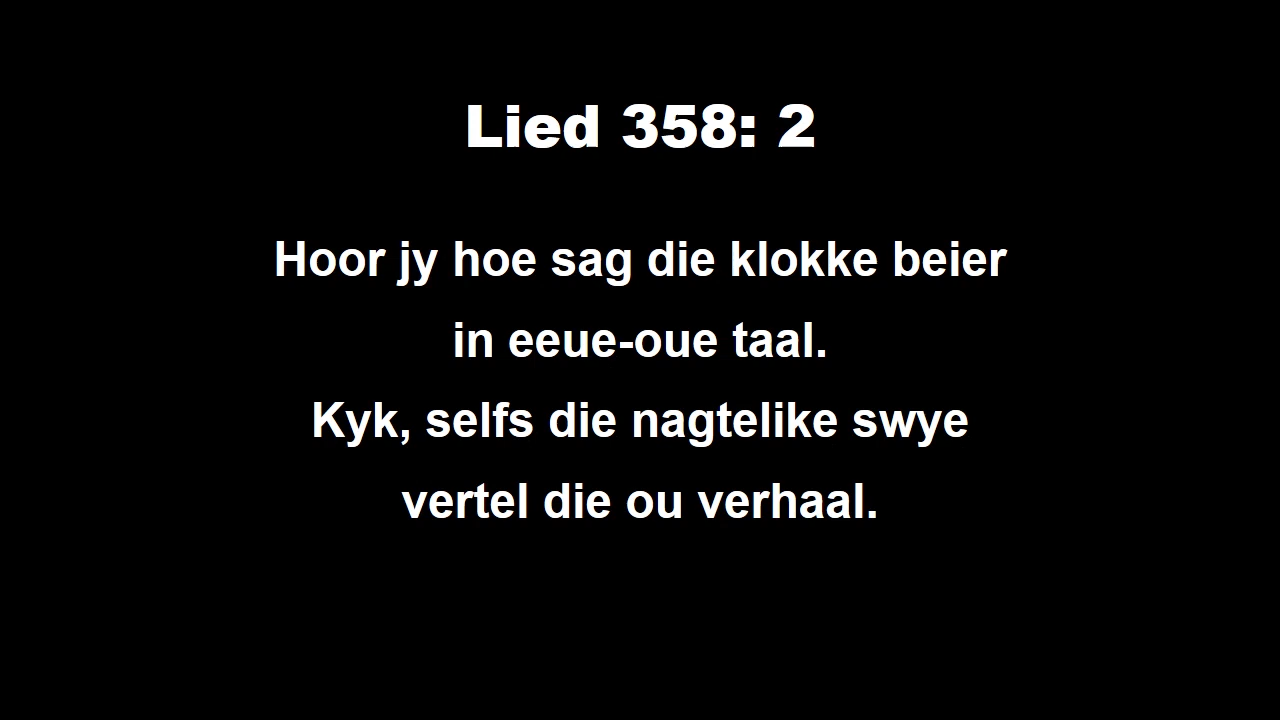 Lied 358: 2
Hoor jy hoe sag die klokke beier
in eeue-oue taal.
Kyk, selfs die nagtelike swye
vertel die ou verhaal.